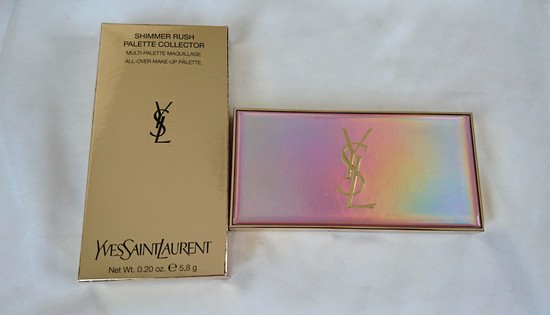 SHIMMER RUSH
PALETTE COLLECTOR
MULTI-PALETTE MAQUILLAGE
ALL-OVER MAKE-UP PALETTE
YSL
YVESSAINTLAURENT
Net Wt. 0.20 oz. ℮ 5,8 g
YSL